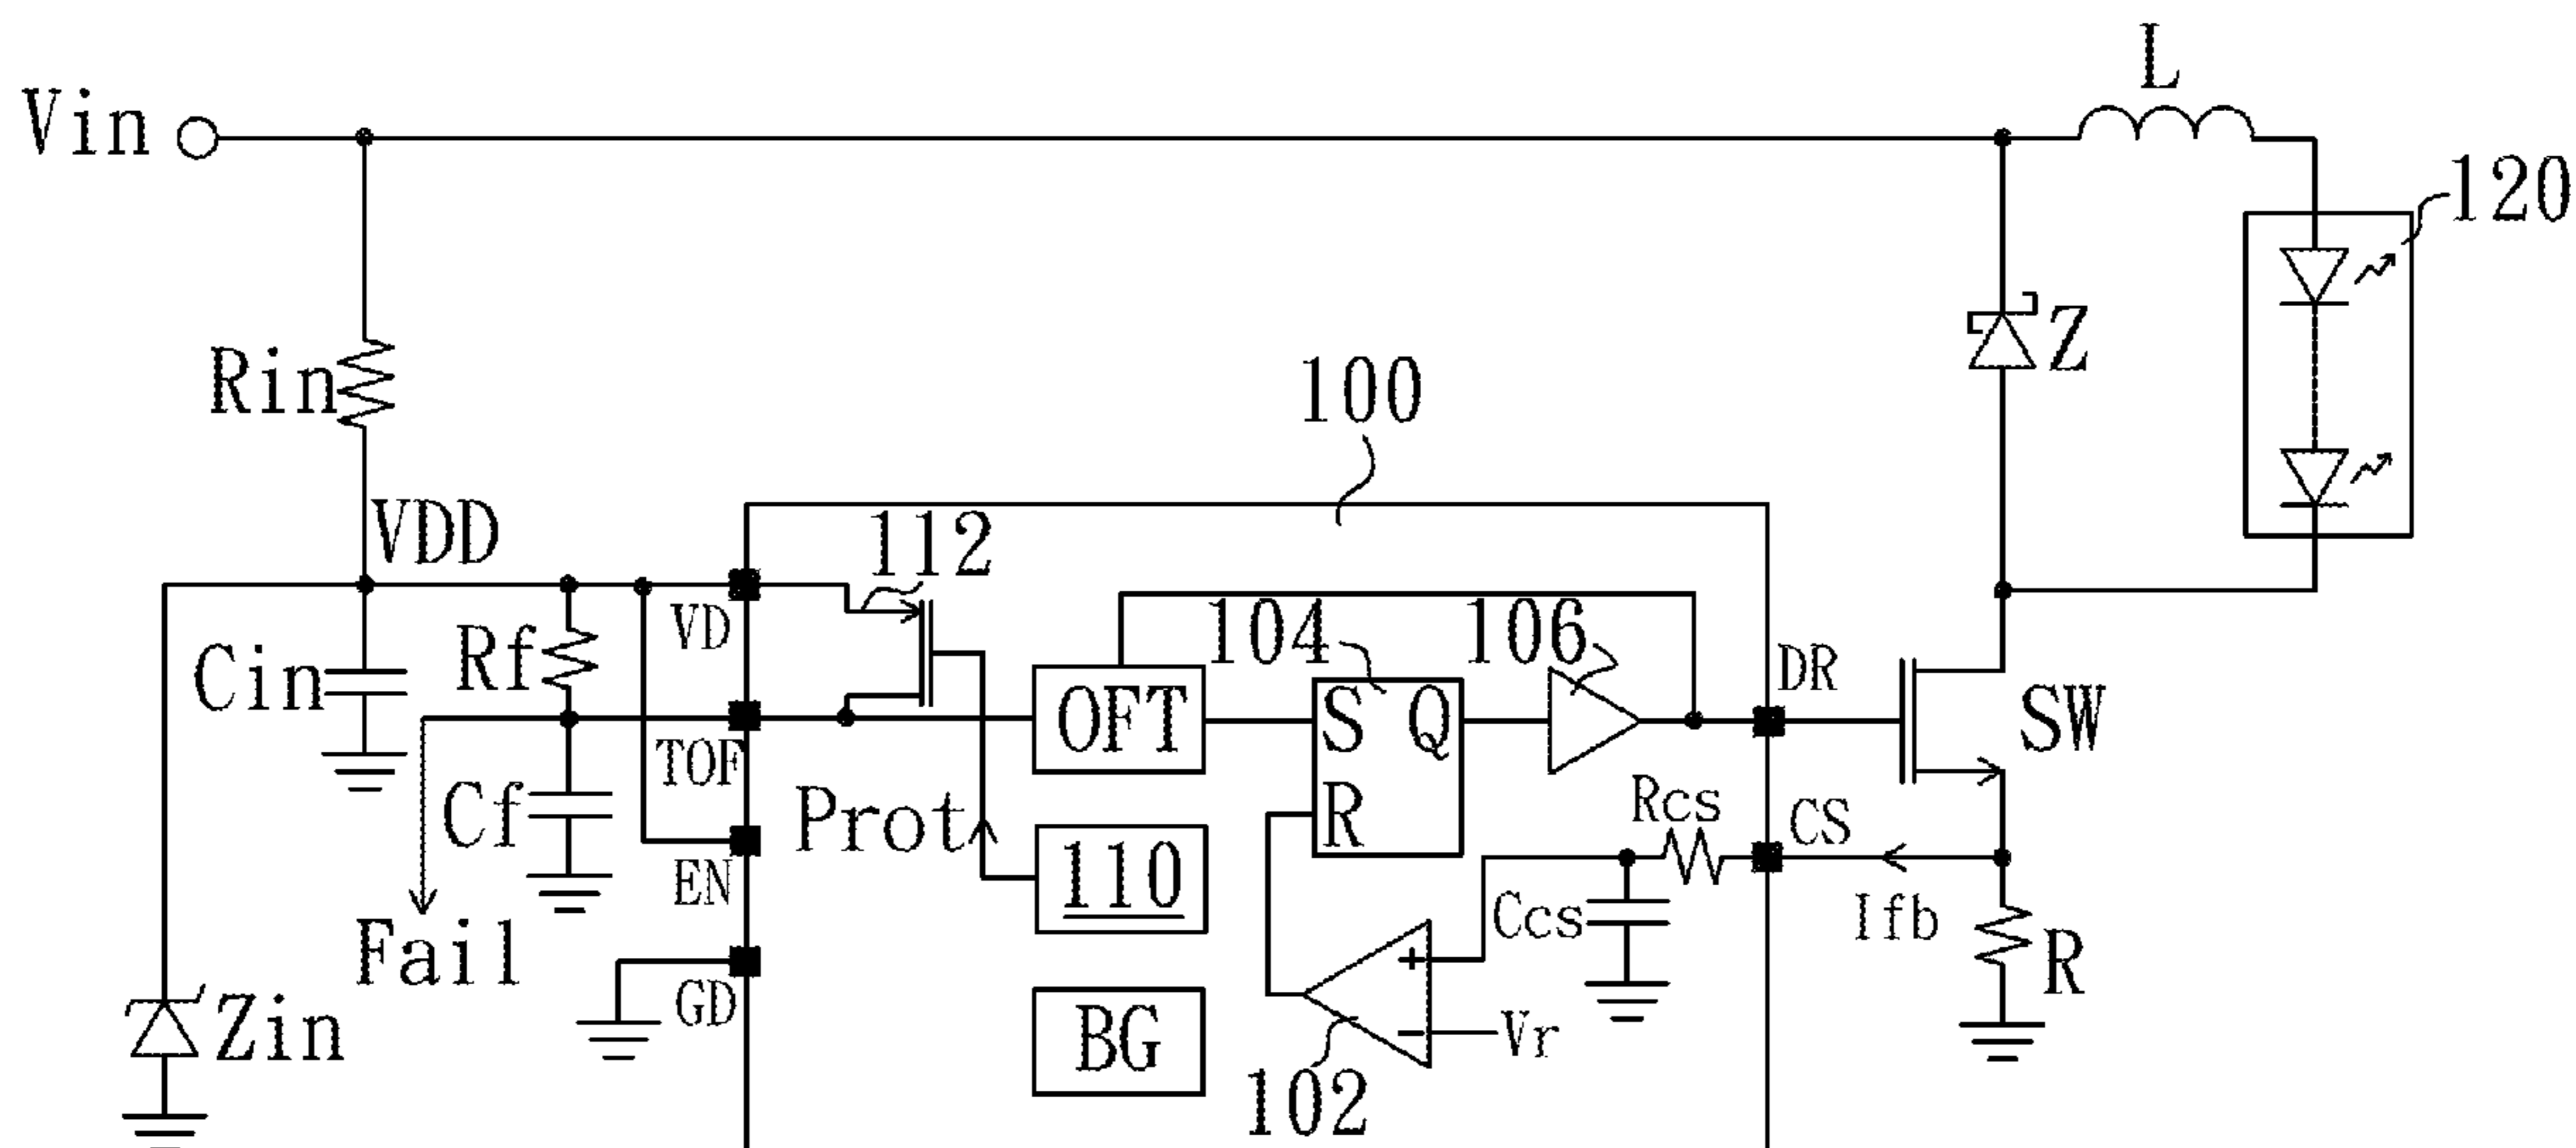 L
Vin
120
Rin
Z
100
VDD
112
VD
Rf
Cin
104
106
DR
OFT
S Q
SW
TOF
Cf
Prot
R
Rcs
CS
110
EN
Ccs
Ifb
Fail
+
R
GD
Zin
BG
−
Vr
102